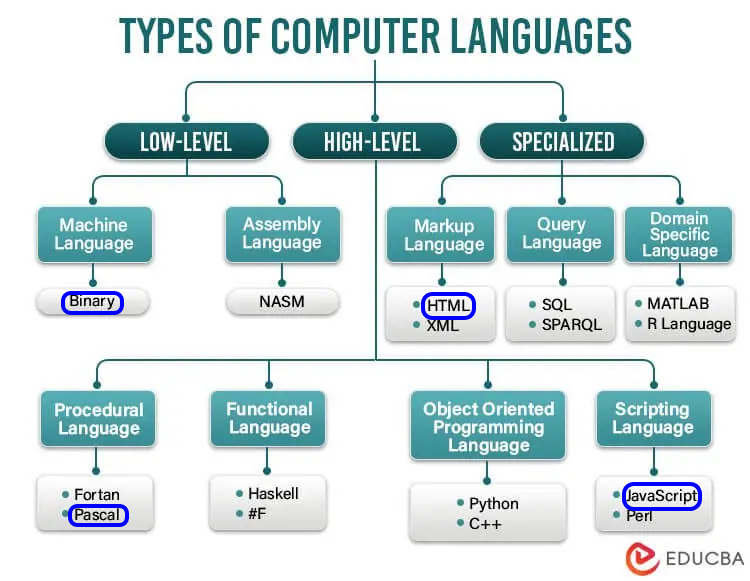 TYPES OF COMPUTER LANGUAGES
LOW-LEVEL
HIGH-LEVEL
SPECIALIZED
Machine
Language
Assembly
Language
Markup
Language
Query
Language
Domain
Specific
Language
Binary
NASM
• HTML
• XML
• SQL
• SPARQL
• MATLAB
• R Language
Procedural
Language
Functional
Language
Object Oriented
Programming
Language
Scripting
Language
• Fortan
• Pascal
• Haskell
• #F
• Python
• C++
• JavaScript
• Perl
EDUCBA